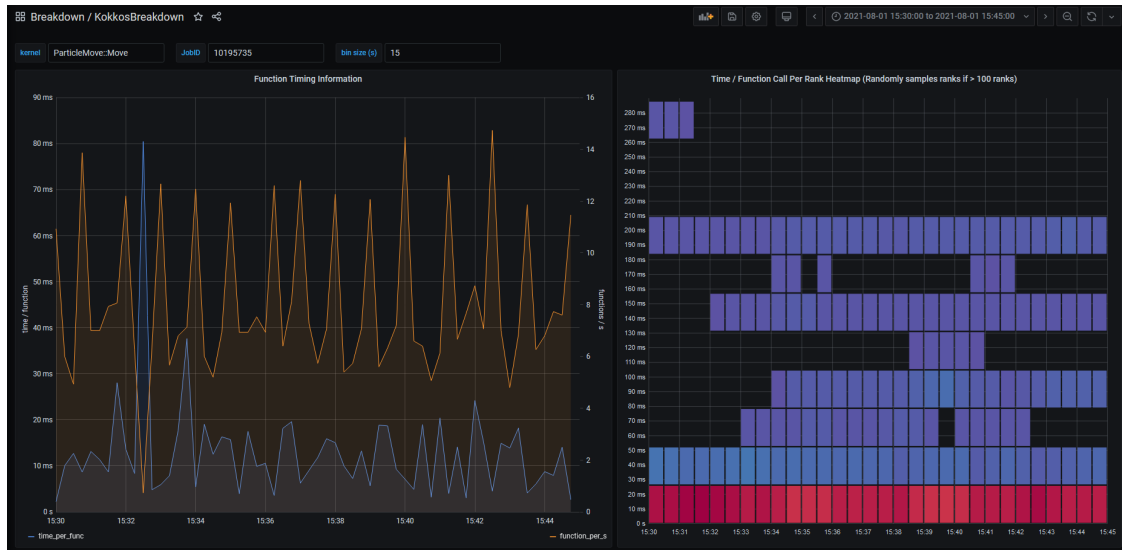 Breakdown / KokkosBreakdown
2021-08-01 15:30:00 to 2021-08-01 15:45:00
kernel ParticleMove::Move JobID 10195735 bin size (s) 15
Function Timing Information
90 ms
80 ms
70 ms
60 ms
50 ms
40 ms
30 ms
20 ms
10 ms
0 s
time / function
16
14
12
10
8
6
4
2
0
functions / s
15:30 15:32 15:34 15:36 15:38 15:40 15:42 15:44
time_per_func function_per_s
Time / Function Call Per Rank Heatmap (Randomly samples ranks if > 100 ranks)
280 ms
270 ms
260 ms
250 ms
240 ms
230 ms
220 ms
210 ms
200 ms
190 ms
180 ms
170 ms
160 ms
150 ms
140 ms
130 ms
120 ms
110 ms
100 ms
90 ms
80 ms
70 ms
60 ms
50 ms
40 ms
30 ms
20 ms
10 ms
0 s
15:30 15:31 15:32 15:33 15:34 15:35 15:36 15:37 15:38 15:39 15:40 15:41 15:42 15:43 15:44 15:45